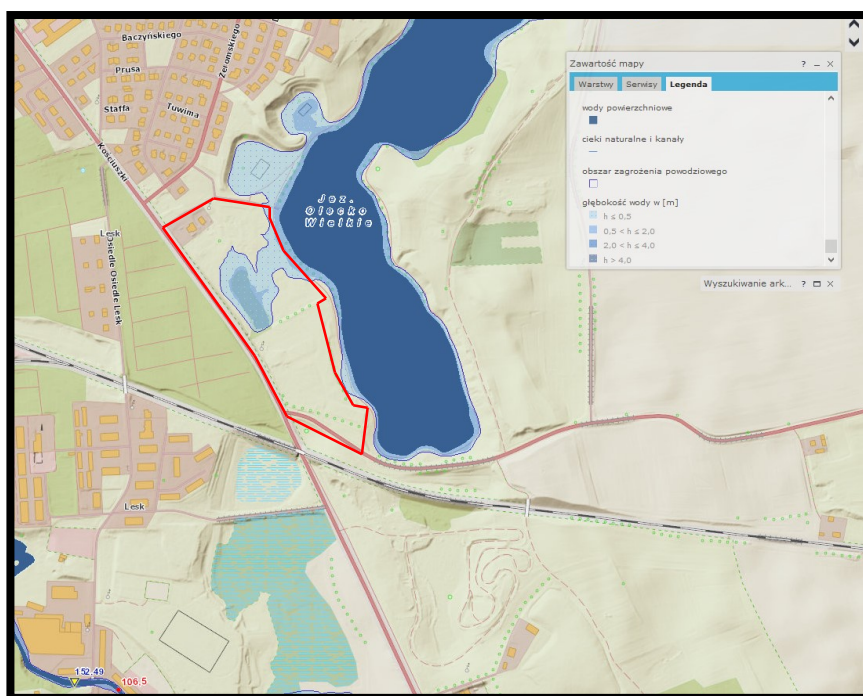 Baczyńskiego
Prusa
Staffa
Tuwima
Żeromskiego
Kościuszki
Lesk
Osiedle Osiedle Lesk
Jez.
Olecko
Wielkie
Lesk
152,49
106,5
Zawartość mapy ? – ×
Warstwy Serwisy Legenda
wody powierzchniowe
cieki naturalne i kanały
obszar zagrożenia powodziowego
głębokość wody w [m]
h ≤ 0,5
0,5 < h ≤ 2,0
2,0 < h ≤ 4,0
h > 4,0
Wyszukiwanie ark... ? ×